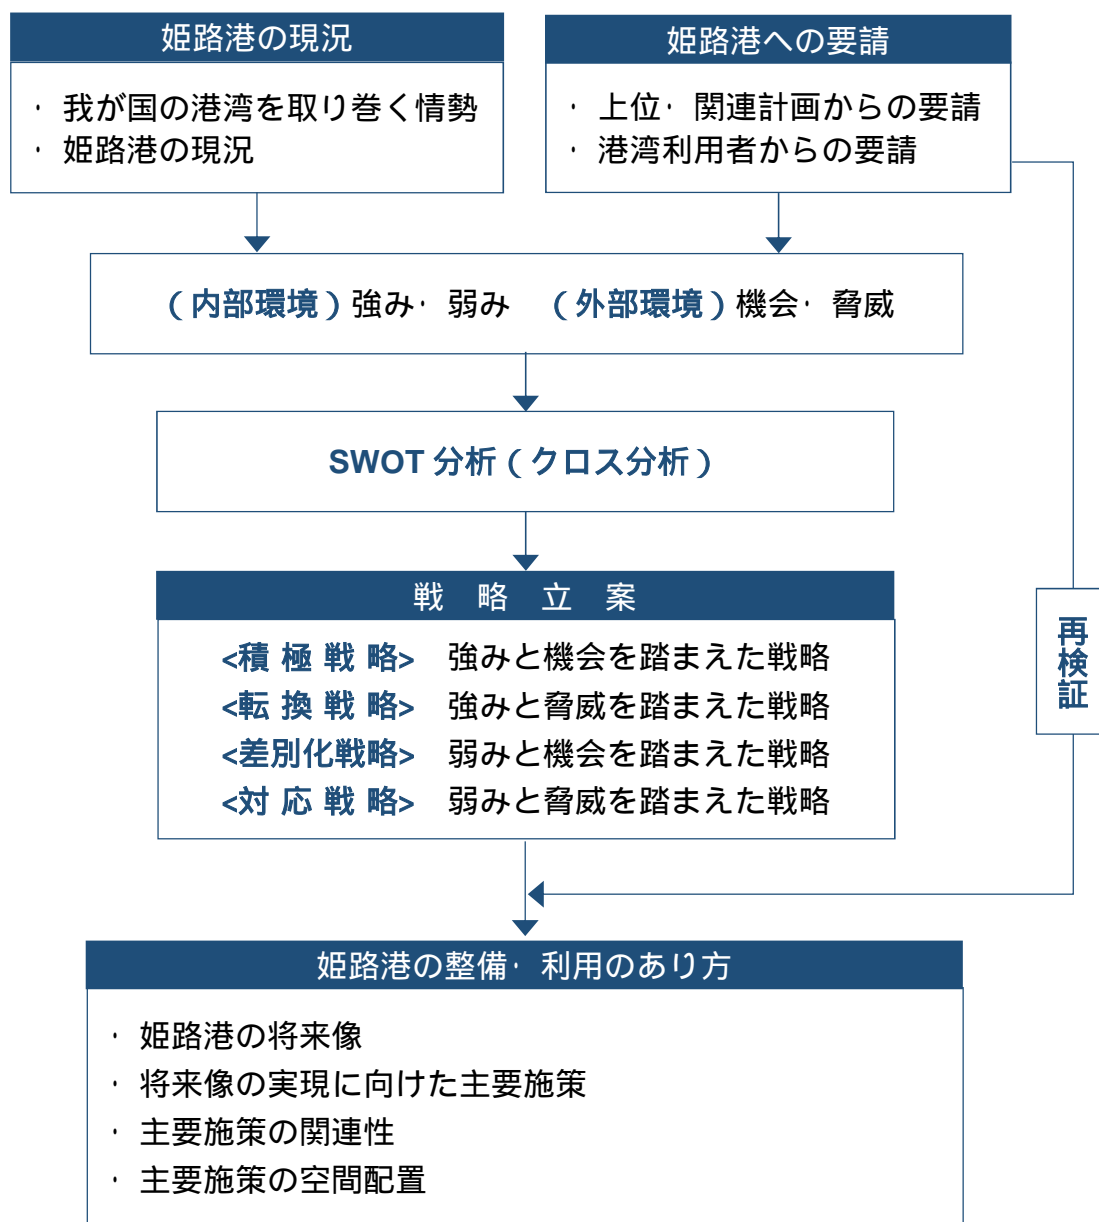 姫路港の現況
・ 我が国の港湾を取り巻く情勢
・ 姫路港の現況
姫路港への要請
・ 上位・ 関連計画からの要請
・ 港湾利用者からの要請
（内部環境）強み・ 弱み （外部環境）機会・ 脅威
SWOT 分析（クロス分析）
戦 略 立 案
<積 極 戦 略> 強みと機会を踏まえた戦略
<転 換 戦 略> 強みと脅威を踏まえた戦略
<差別化戦略> 弱みと機会を踏まえた戦略
<対 応 戦 略> 弱みと脅威を踏まえた戦略
再検証
姫路港の整備・ 利用のあり方
・ 姫路港の将来像
・ 将来像の実現に向けた主要施策
・ 主要施策の関連性
・ 主要施策の空間配置